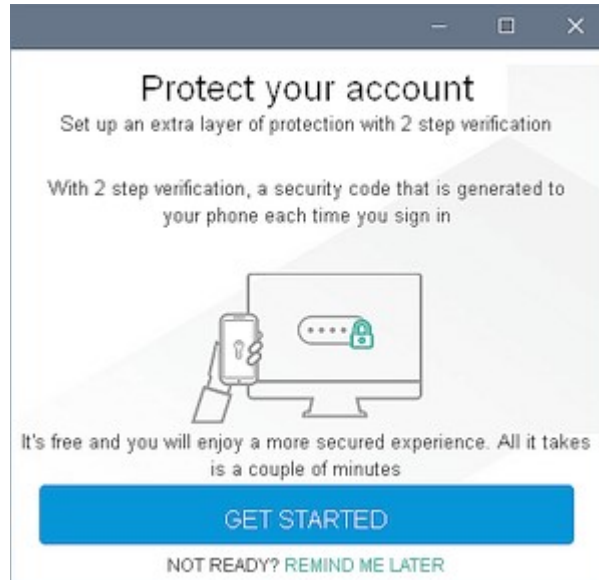 Protect your account
Set up an extra layer of protection with 2 step verification
With 2 step verification, a security code that is generated to
your phone each time you sign in
It's free and you will enjoy a more secured experience. All it takes
is a couple of minutes
GET STARTED
NOT READY? REMIND ME LATER